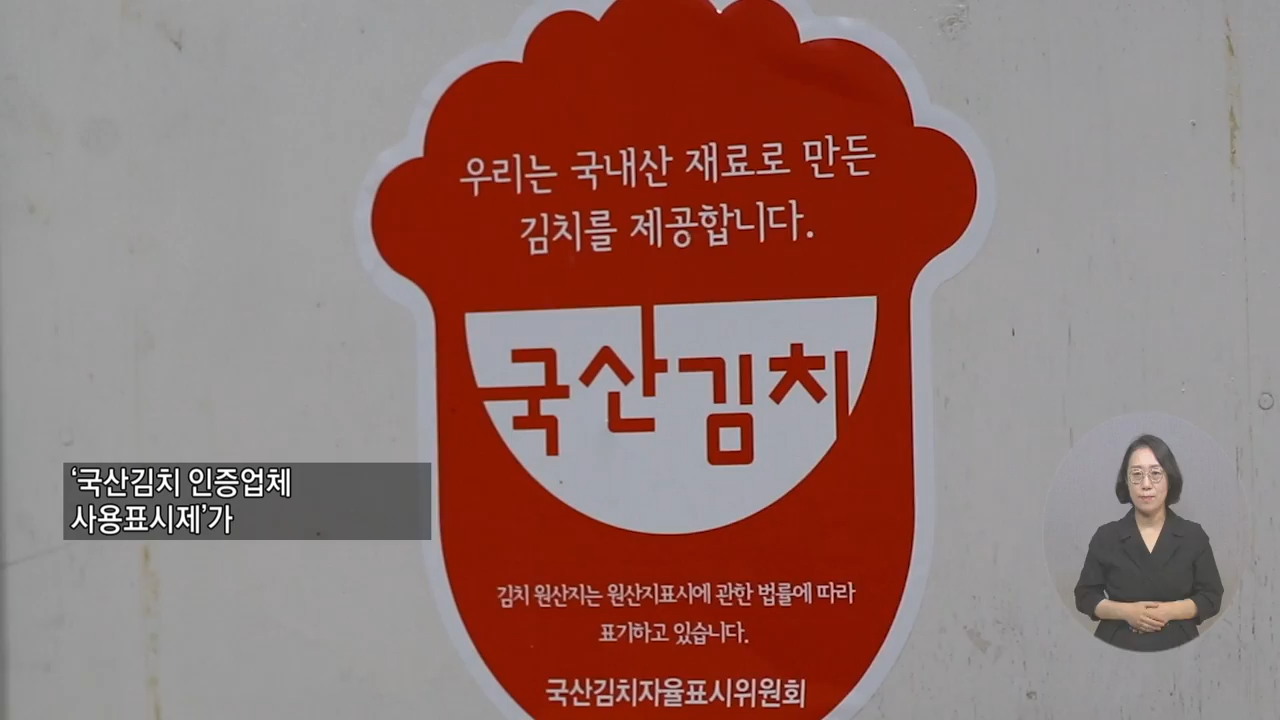 우리는 국내산 재료로 만든
김치를 제공합니다.
국산김치
‘국산김치 인증업체
사용표시제’가
김치 원산지는 원산지표시에 관한 법률에 따라
표기하고 있습니다.
국산김치자율표시위원회